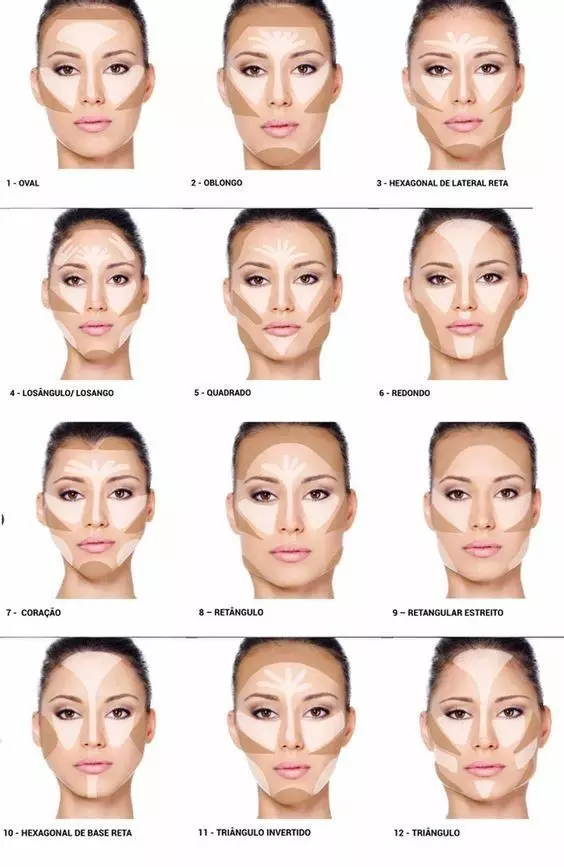 1 - OVAL
2 - OBLONGO
3 - HEXAGONAL DE LATERAL RETA
4 - LOSÂNGULO/ LOSANGO
5 - QUADRADO
6 - REDONDO
)
7 - CORAÇÃO
8 – RETÂNGULO
9 – RETANGULAR ESTREITO
10 - HEXAGONAL DE BASE RETA
11 - TRIÂNGULO INVERTIDO
12 - TRIÂNGULO